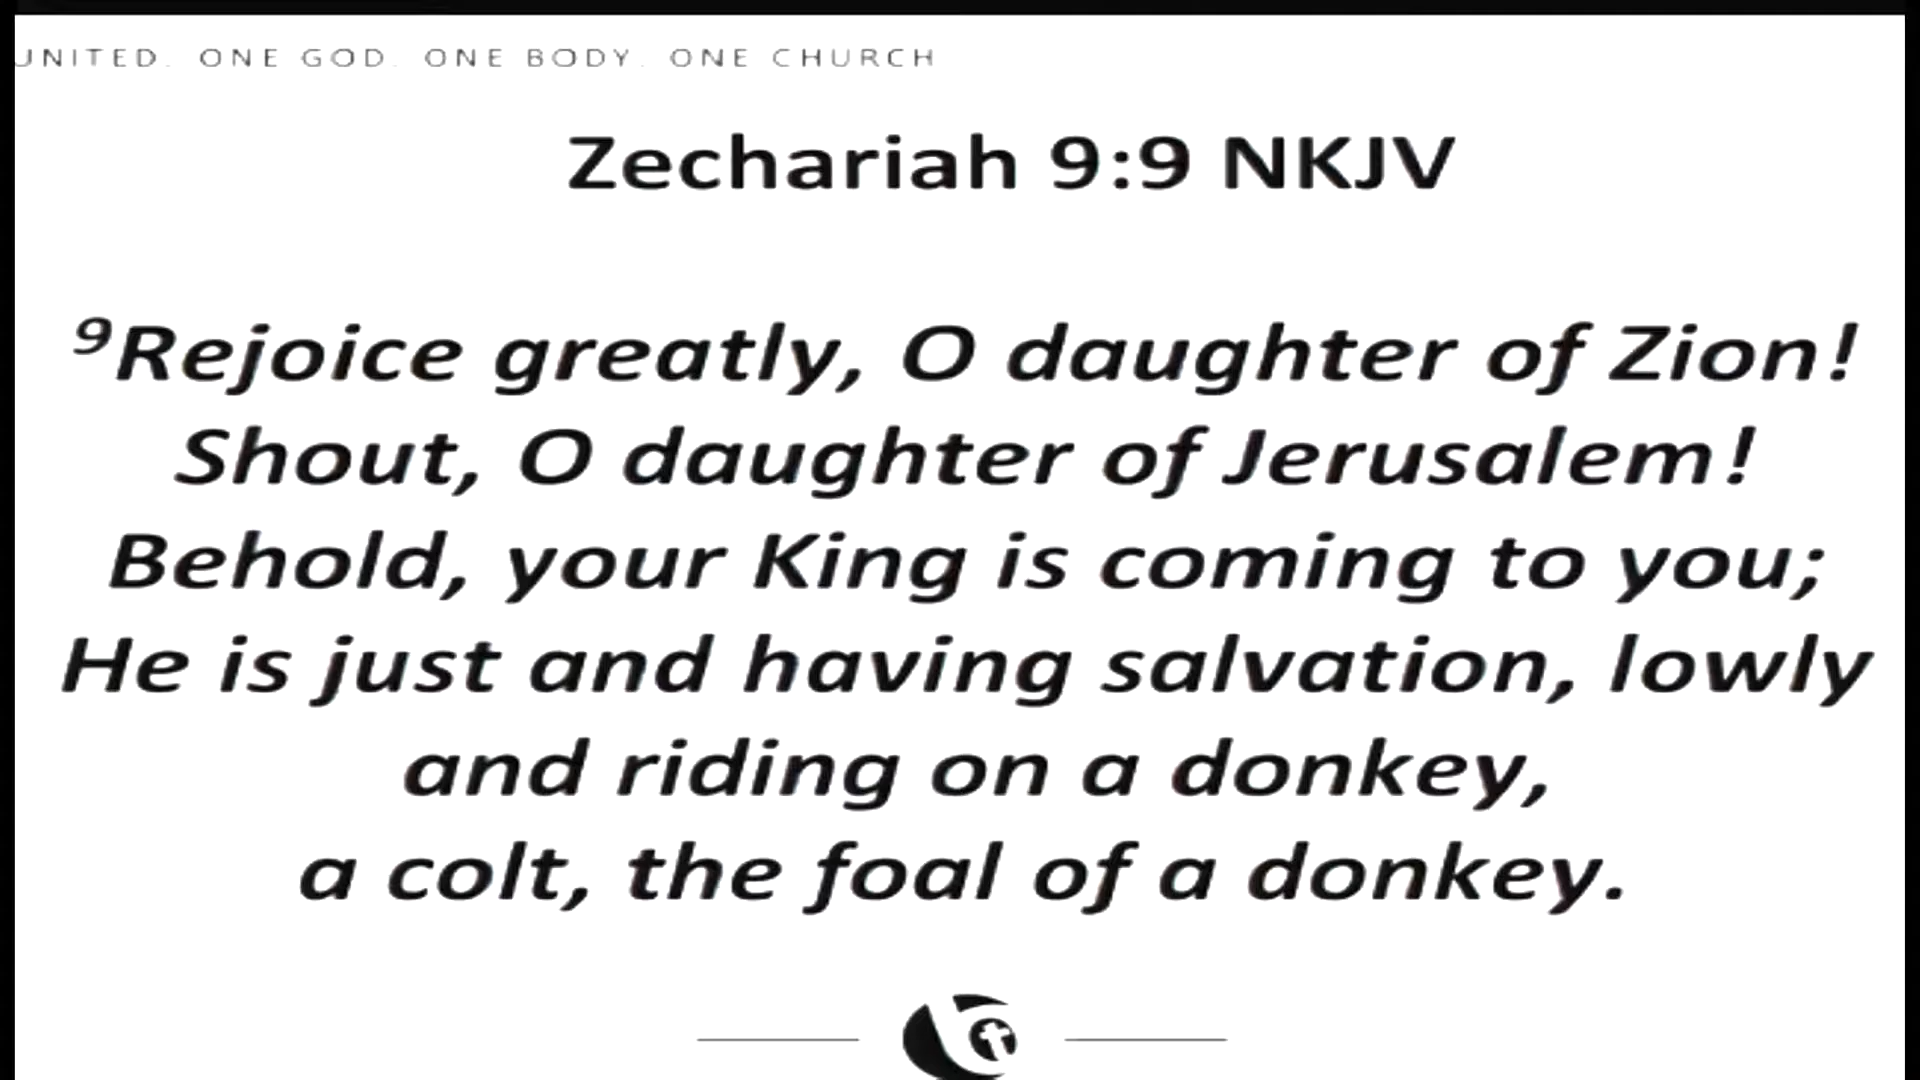 UNITED. ONE GOD. ONE BODY. ONE CHURCH
Zechariah 9:9 NKJV
⁹Rejoice greatly, O daughter of Zion!
Shout, O daughter of Jerusalem!
Behold, your King is coming to you;
He is just and having salvation, lowly
and riding on a donkey,
a colt, the foal of a donkey.